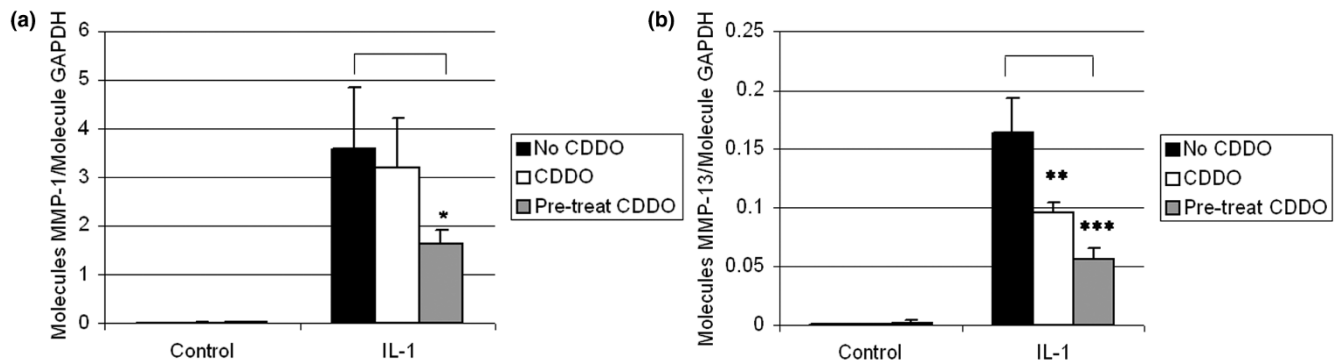 (a)
Molecules MMP-1/Molecule GAPDH
6
5
4
3
2
1
0
*
Control
IL-1
No CDDO
CDDO
Pre-treat CDDO
(b)
Molecules MMP-13/Molecule GAPDH
0.25
0.2
0.15
0.1
0.05
0
**
***
Control
IL-1
No CDDO
CDDO
Pre-treat CDDO